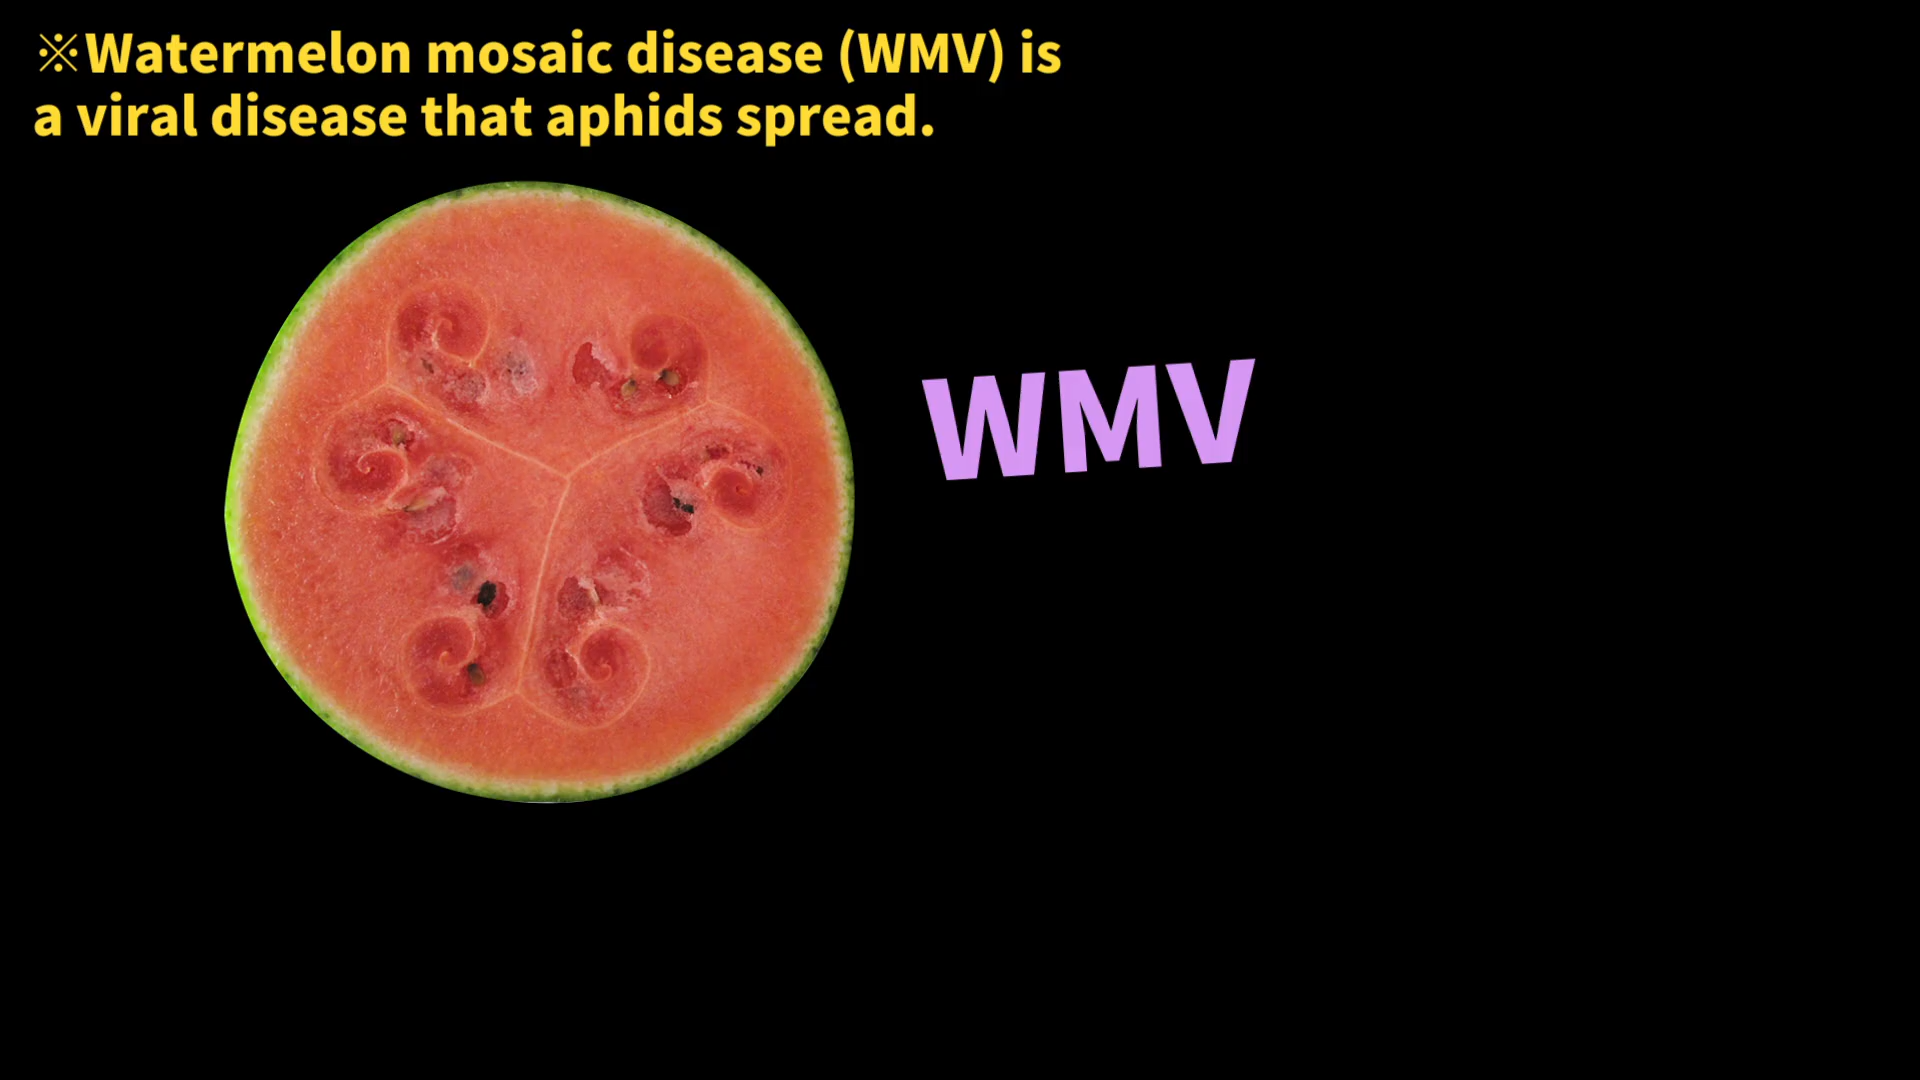 ※Watermelon mosaic disease (WMV) is
a viral disease that aphids spread.
WMV